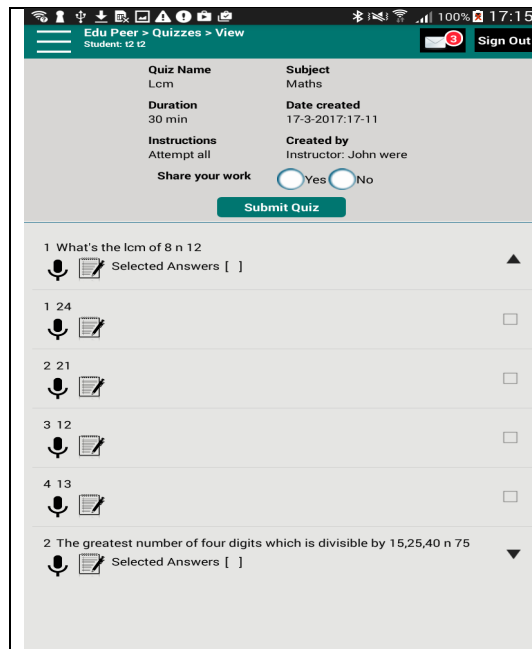 100% 17:15
Edu Peer > Quizzes > View
Student: t2 t2
3
Sign Out
Quiz Name Subject
Lcm Maths
Duration Date created
30 min 17-3-2017:17-11
Instructions Created by
Attempt all Instructor: John were
Share your work Yes No
Submit Quiz
1 What's the lcm of 8 n 12
Selected Answers [ ]
1 24
2 21
3 12
4 13
2 The greatest number of four digits which is divisible by 15,25,40 n 75
Selected Answers [ ]